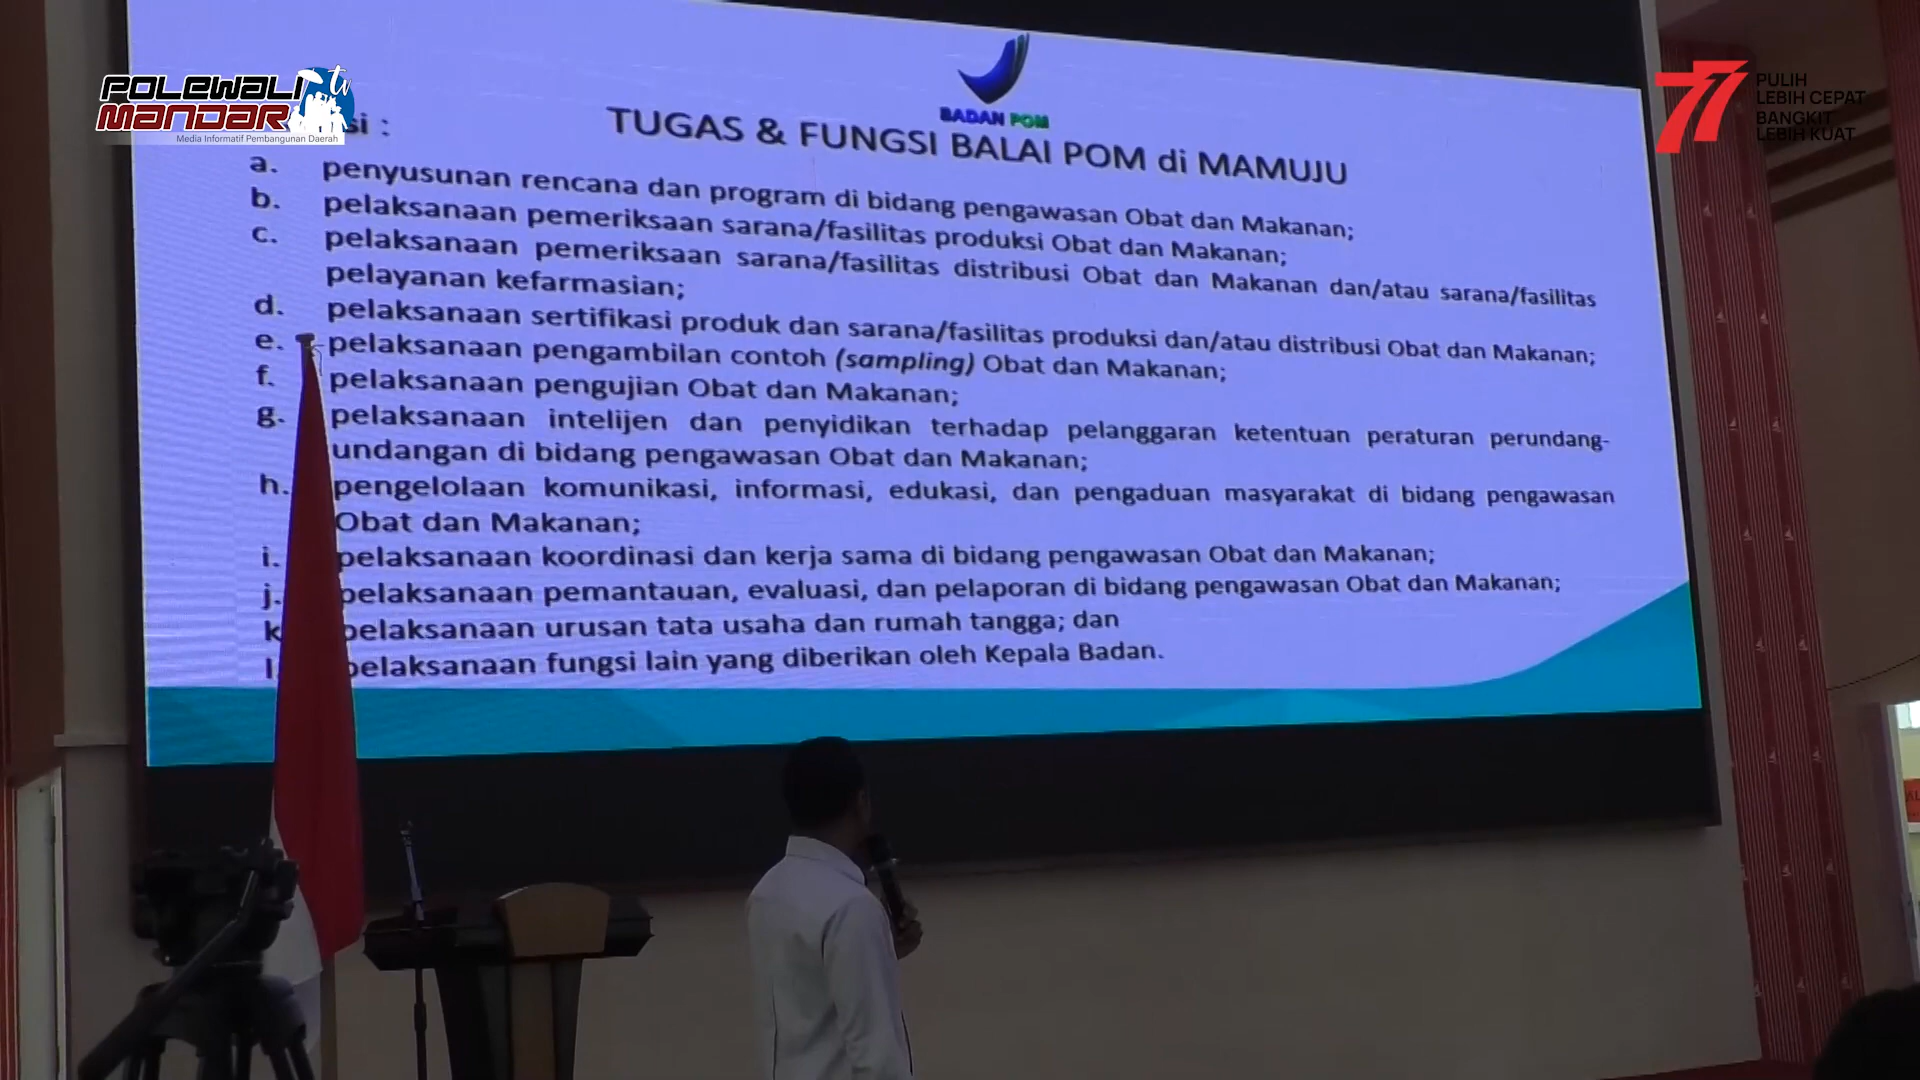 POLEWALI tv
MANDAR
Media Informatif Pembangunan Daerah
77 PULIH
LEBIH CEPAT
BANGKIT
LEBIH KUAT
BADAN POM
TUGAS & FUNGSI BALAI POM di MAMUJU
si :
a. penyusunan rencana dan program di bidang pengawasan Obat dan Makanan;
b. pelaksanaan pemeriksaan sarana/fasilitas produksi Obat dan Makanan;
c. pelaksanaan pemeriksaan sarana/fasilitas distribusi Obat dan Makanan dan/atau sarana/fasilitas
pelayanan kefarmasian;
d. pelaksanaan sertifikasi produk dan sarana/fasilitas produksi dan/atau distribusi Obat dan Makanan;
e. pelaksanaan pengambilan contoh (sampling) Obat dan Makanan;
f. pelaksanaan pengujian Obat dan Makanan;
g. pelaksanaan intelijen dan penyidikan terhadap pelanggaran ketentuan peraturan perundang-
undangan di bidang pengawasan Obat dan Makanan;
h. pengelolaan komunikasi, informasi, edukasi, dan pengaduan masyarakat di bidang pengawasan
Obat dan Makanan;
i. pelaksanaan koordinasi dan kerja sama di bidang pengawasan Obat dan Makanan;
j. pelaksanaan pemantauan, evaluasi, dan pelaporan di bidang pengawasan Obat dan Makanan;
k pelaksanaan urusan tata usaha dan rumah tangga; dan
l. pelaksanaan fungsi lain yang diberikan oleh Kepala Badan.